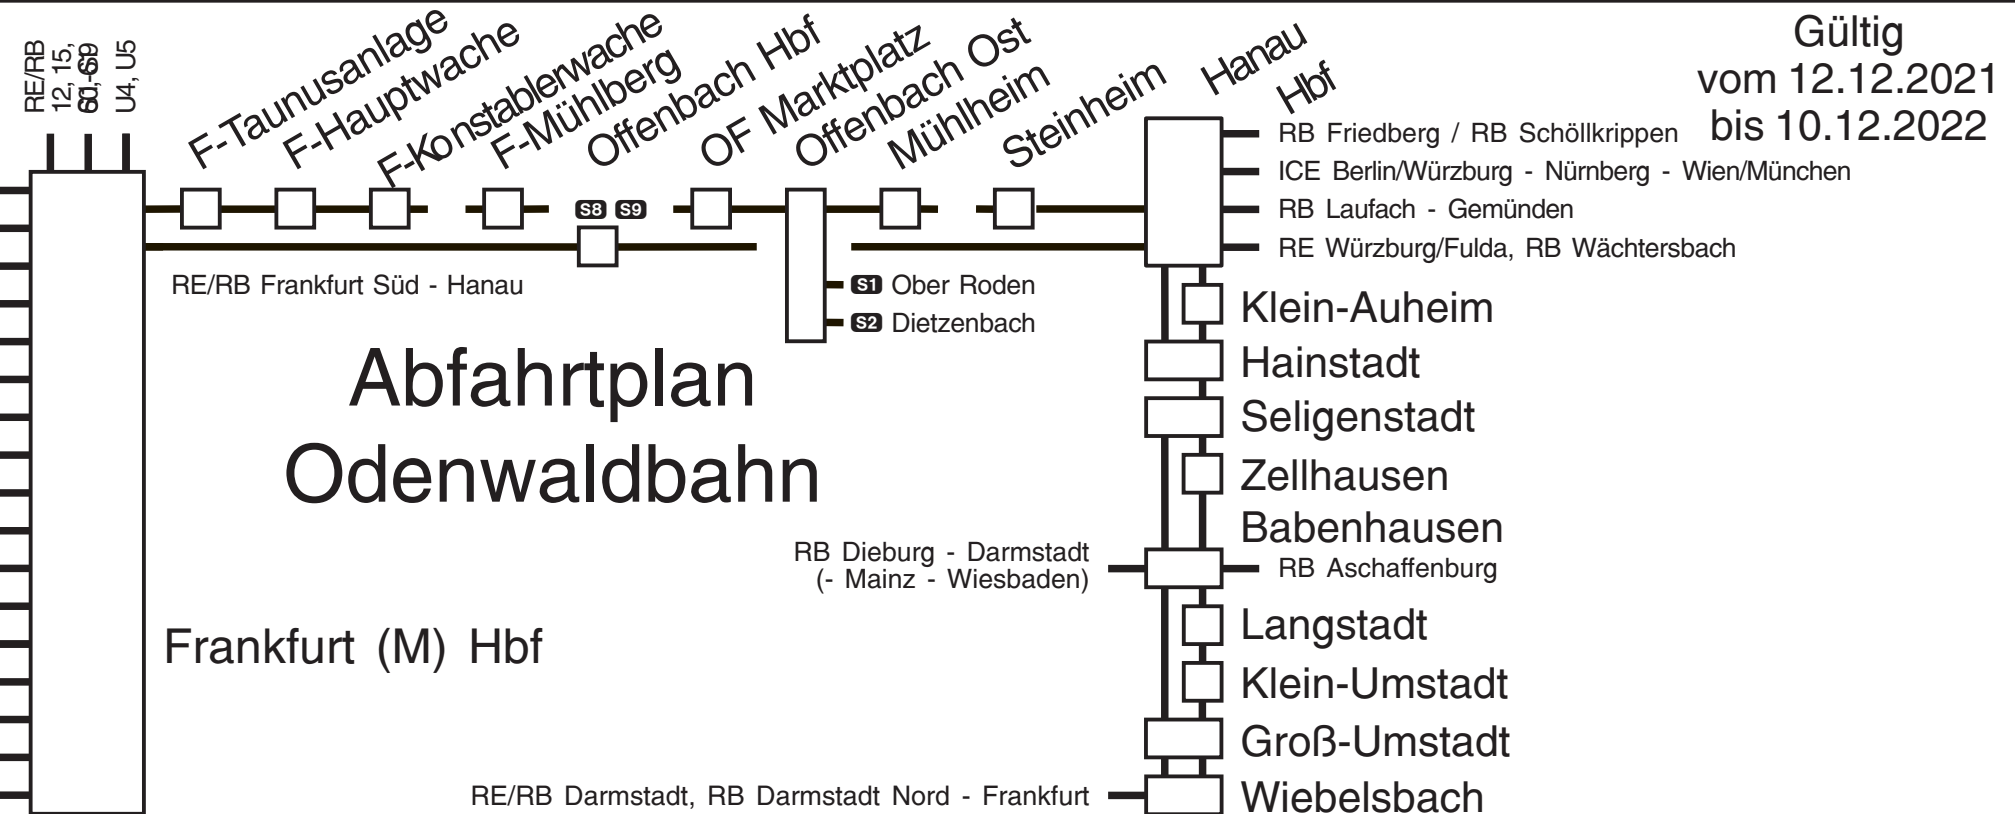 RE/RB
12, 15,
U4, U5
F-Taunusanlage
F-Hauptwache
F-Konstablerwache
F-Mühlberg
Offenbach Hbf
OF Marktplatz
Offenbach Ost
Mühlheim
Steinheim
Hanau
Hbf
Gültig
vom 12.12.2021
bis 10.12.2022
RB Friedberg / RB Schöllkrippen
ICE Berlin/Würzburg - Nürnberg - Wien/München
S8 S9
RB Laufach - Gemünden
RE Würzburg/Fulda, RB Wächtersbach
RE/RB Frankfurt Süd - Hanau
S1 Ober Roden
S2 Dietzenbach
Klein-Auheim
Hainstadt
Abfahrtplan
Odenwaldbahn
Seligenstadt
Zellhausen
Babenhausen
RB Dieburg - Darmstadt
(- Mainz - Wiesbaden)
RB Aschaffenburg
Langstadt
Frankfurt (M) Hbf
Klein-Umstadt
Groß-Umstadt
RE/RB Darmstadt, RB Darmstadt Nord - Frankfurt
Wiebelsbach